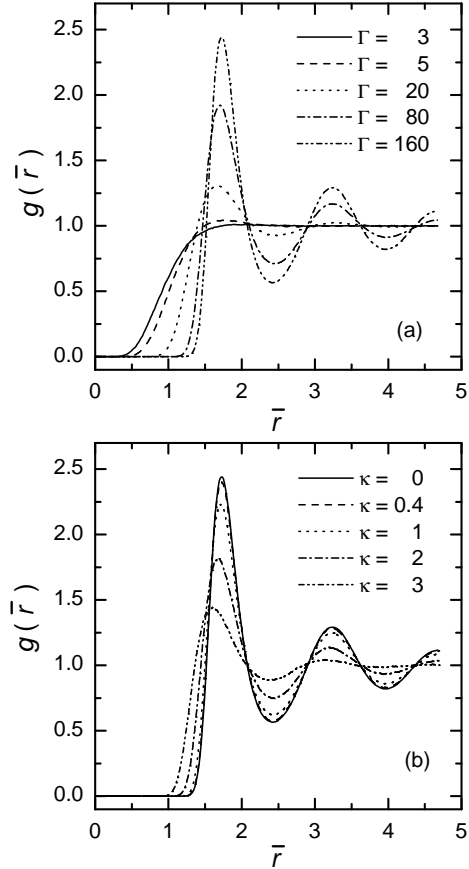 2.5
2.0
1.5
1.0
0.5
0.0
g ( r̅ )
Γ = 3
Γ = 5
Γ = 20
Γ = 80
Γ = 160
(a)
0 1 2 3 4 5
r̅
2.5
2.0
1.5
1.0
0.5
0.0
g ( r̅ )
κ = 0
κ = 0.4
κ = 1
κ = 2
κ = 3
(b)
0 1 2 3 4 5
r̅